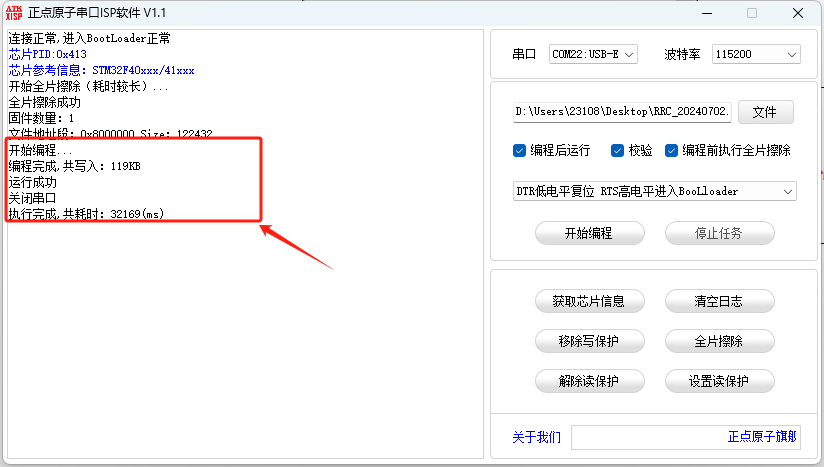 ATK
XISP
正点原子串口ISP软件 V1.1
连接正常,进入BootLoader正常
芯片PID:0x413
芯片参考信息: STM32F40xxx/41xxx
开始全片擦除（耗时较长）...
全片擦除成功
固件数量: 1
文件地址段: 0x8000000 Size: 122432
开始编程...
编程完成,共写入: 119KB
运行成功
关闭串口
执行完成,共耗时: 32169(ms)
串口 COM22:USB-E 波特率 115200
D:\Users\23108\Desktop\RRC_20240702. 文件
编程后运行 校验 编程前执行全片擦除
DTR低电平复位 RTS高电平进入BooLloader
开始编程 停止任务
获取芯片信息 清空日志
移除写保护 全片擦除
解除读保护 设置读保护
关于我们 正点原子旗舰